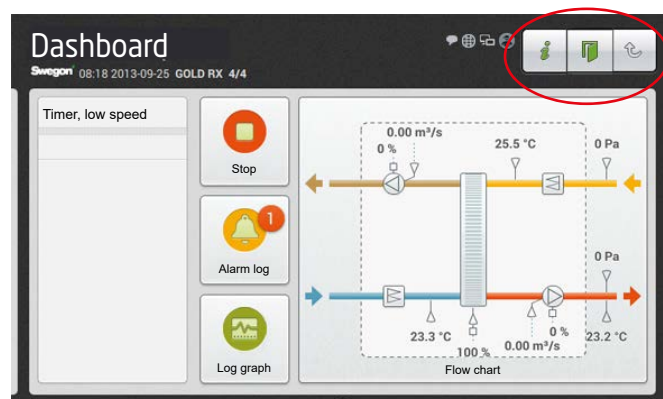 Dashboard
Swegon 08:18 2013-09-25 GOLD RX 4/4
Timer, low speed
Stop
1
Alarm log
Log graph
0.00 m³/s
0 %
25.5 °C
0 Pa
0 Pa
23.3 °C
100 %
0.00 m³/s
0 %
23.2 °C
Flow chart